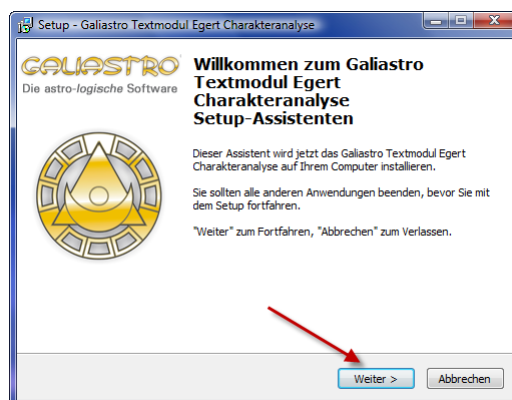 Setup - Galiastro Textmodul Egert Charakteranalyse
GALIASTRO
Die astro-logische Software
Willkommen zum Galiastro
Textmodul Egert
Charakteranalyse
Setup-Assistenten
Dieser Assistent wird jetzt das Galiastro Textmodul Egert
Charakteranalyse auf Ihrem Computer installieren.
Sie sollten alle anderen Anwendungen beenden, bevor Sie mit
dem Setup fortfahren.
"Weiter" zum Fortfahren, "Abbrechen" zum Verlassen.
Weiter >
Abbrechen